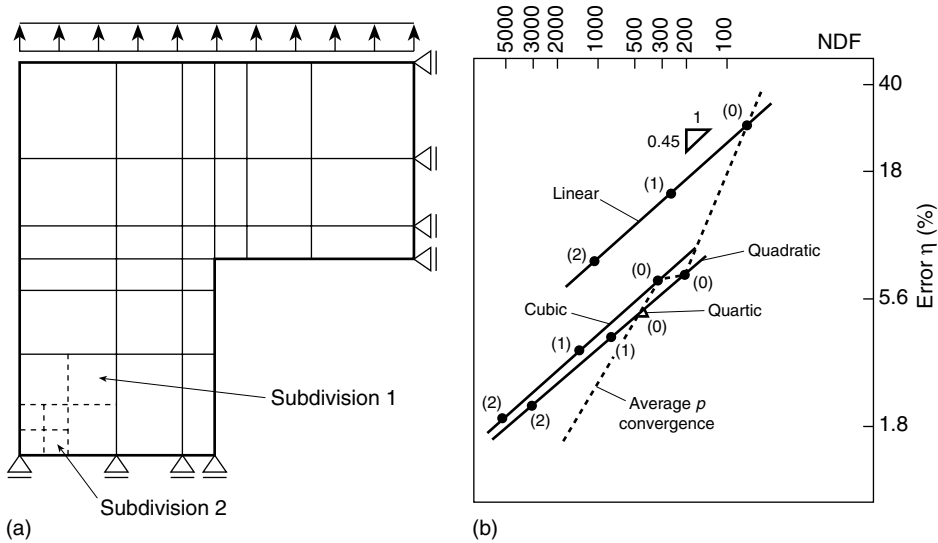 Subdivision 1
Subdivision 2
(a)
5000
3000
2000
1000
500
300
200
100
NDF
40
18
5.6
1.8
Error η (%)
1
0.45
(0)
(1)
(2)
Linear
Quadratic
(0)
(0)
Cubic
Quartic
(0)
(1)
(1)
(2)
(2)
Average p
convergence
(b)